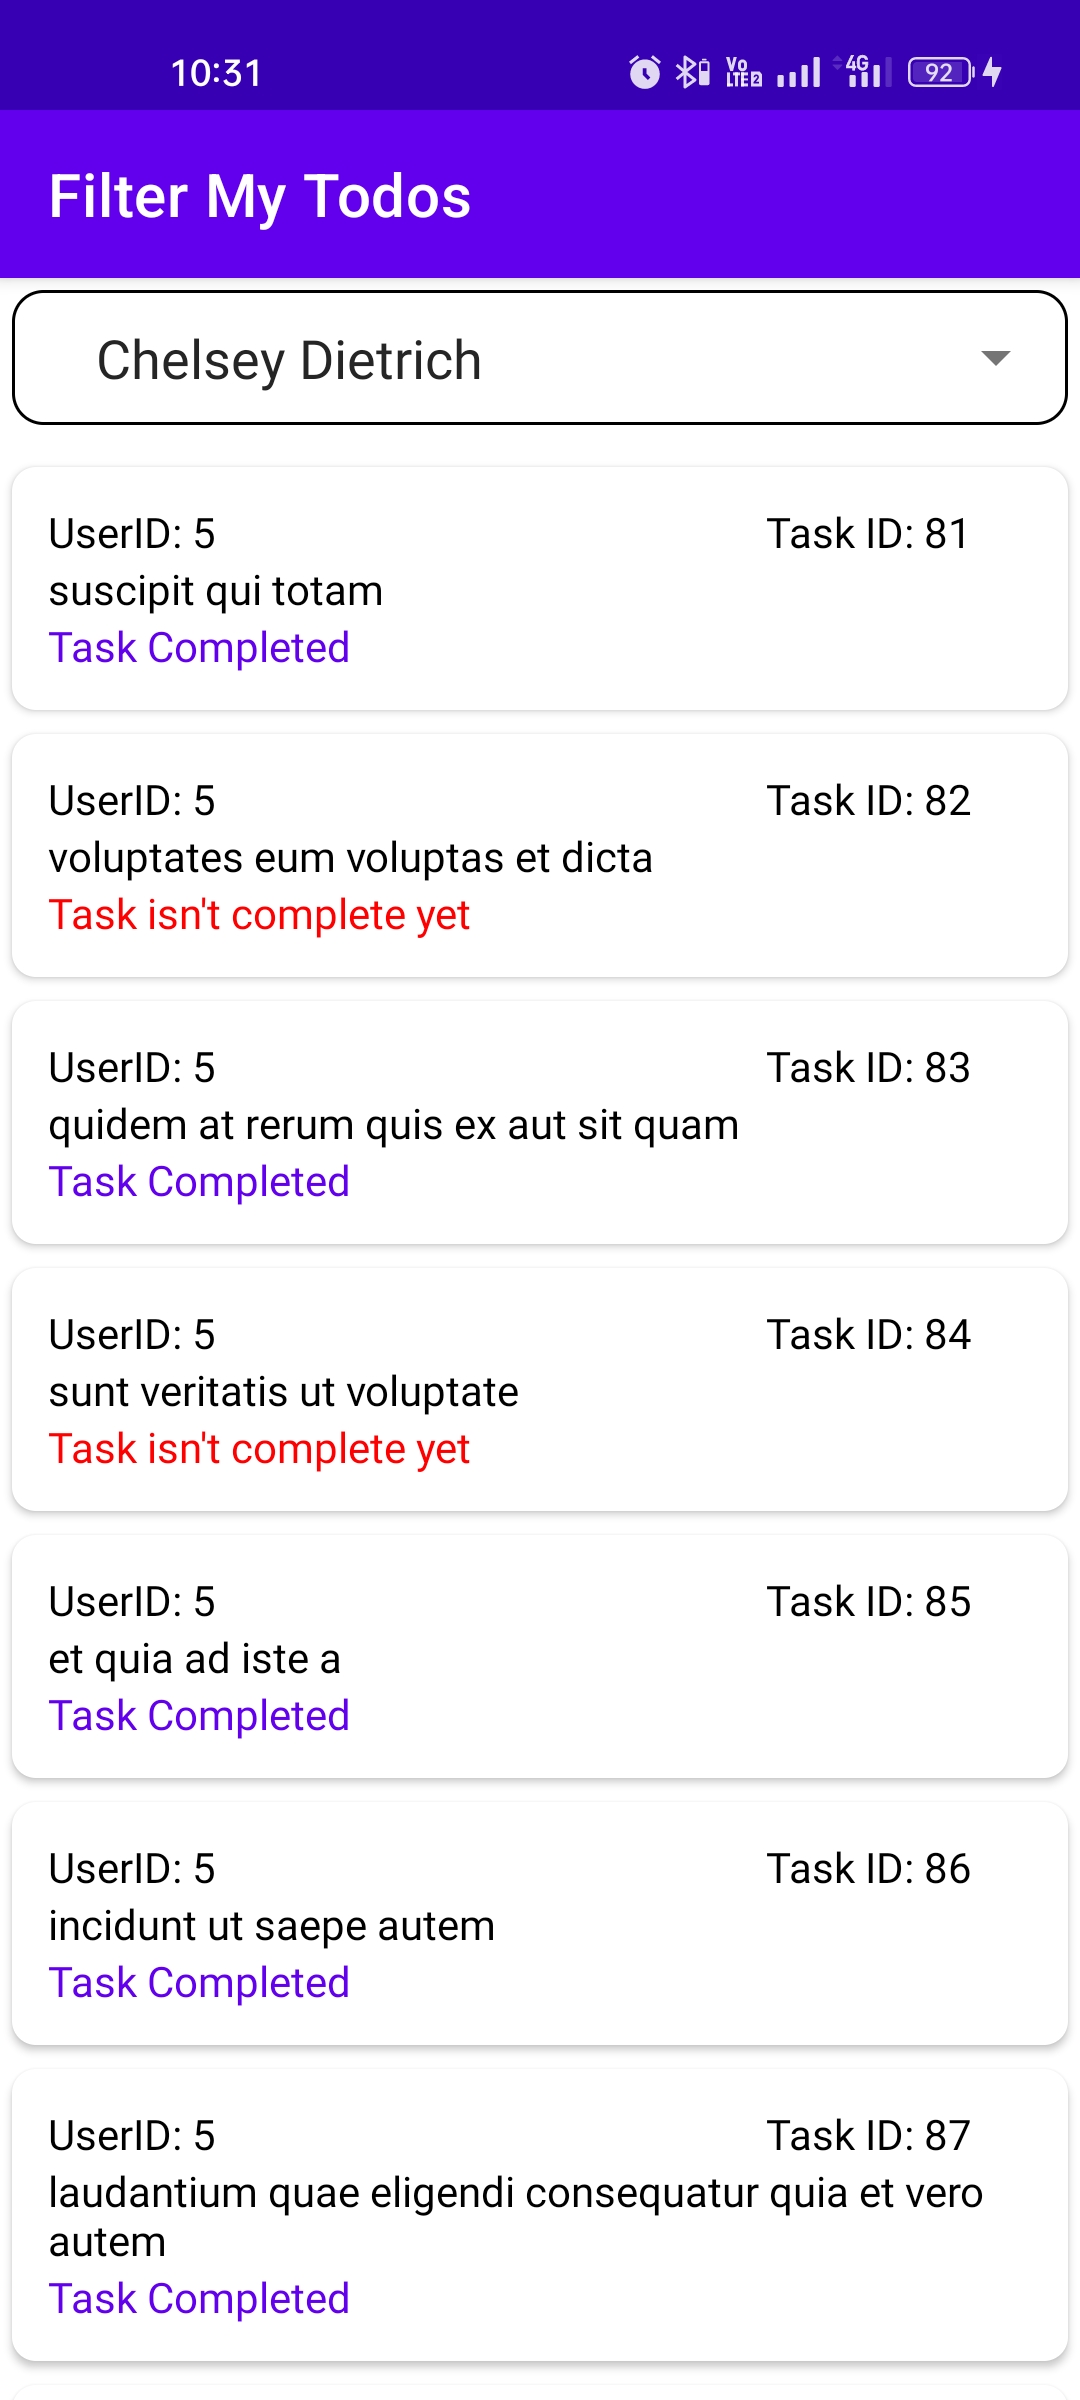 10:31
Vo
LTE 2
4G
92
Filter My Todos
Chelsey Dietrich
UserID: 5 Task ID: 81
suscipit qui totam
Task Completed
UserID: 5 Task ID: 82
voluptates eum voluptas et dicta
Task isn't complete yet
UserID: 5 Task ID: 83
quidem at rerum quis ex aut sit quam
Task Completed
UserID: 5 Task ID: 84
sunt veritatis ut voluptate
Task isn't complete yet
UserID: 5 Task ID: 85
et quia ad iste a
Task Completed
UserID: 5 Task ID: 86
incidunt ut saepe autem
Task Completed
UserID: 5 Task ID: 87
laudantium quae eligendi consequatur quia et vero
autem
Task Completed